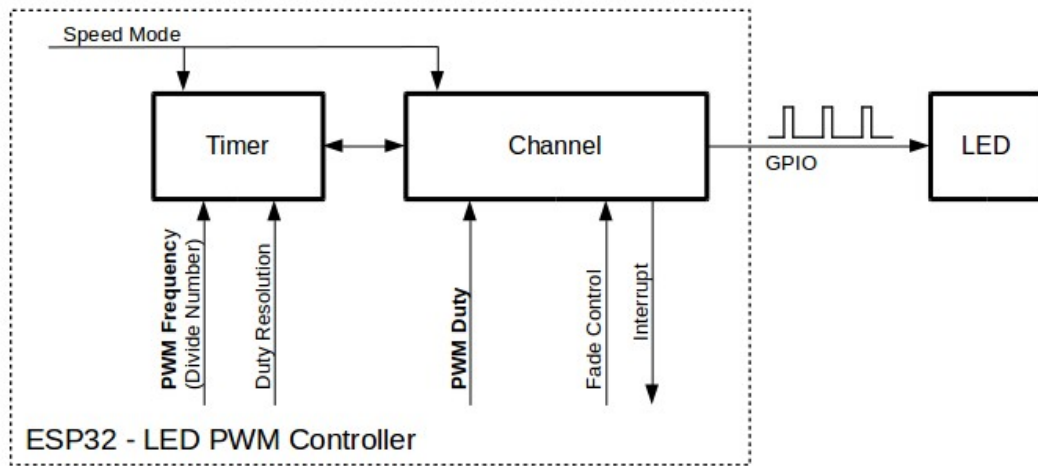 Speed Mode
Timer
Channel
GPIO
LED
PWM Frequency
(Divide Number)
Duty Resolution
PWM Duty
Fade Control
Interrupt
ESP32 - LED PWM Controller